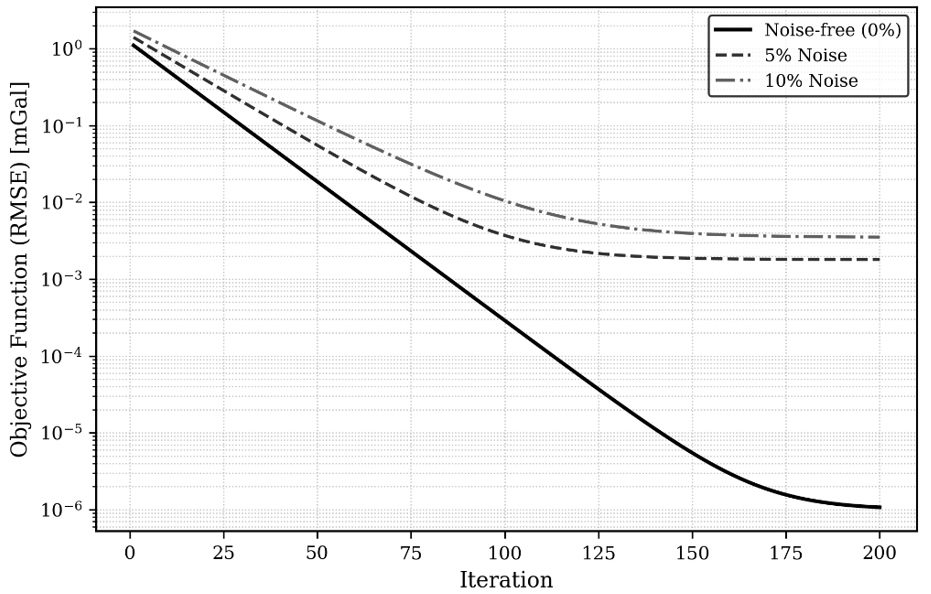 Noise-free (0%)
5% Noise
10% Noise
Objective Function (RMSE) [mGal]
10⁰
10⁻¹
10⁻²
10⁻³
10⁻⁴
10⁻⁵
10⁻⁶
0 25 50 75 100 125 150 175 200
Iteration